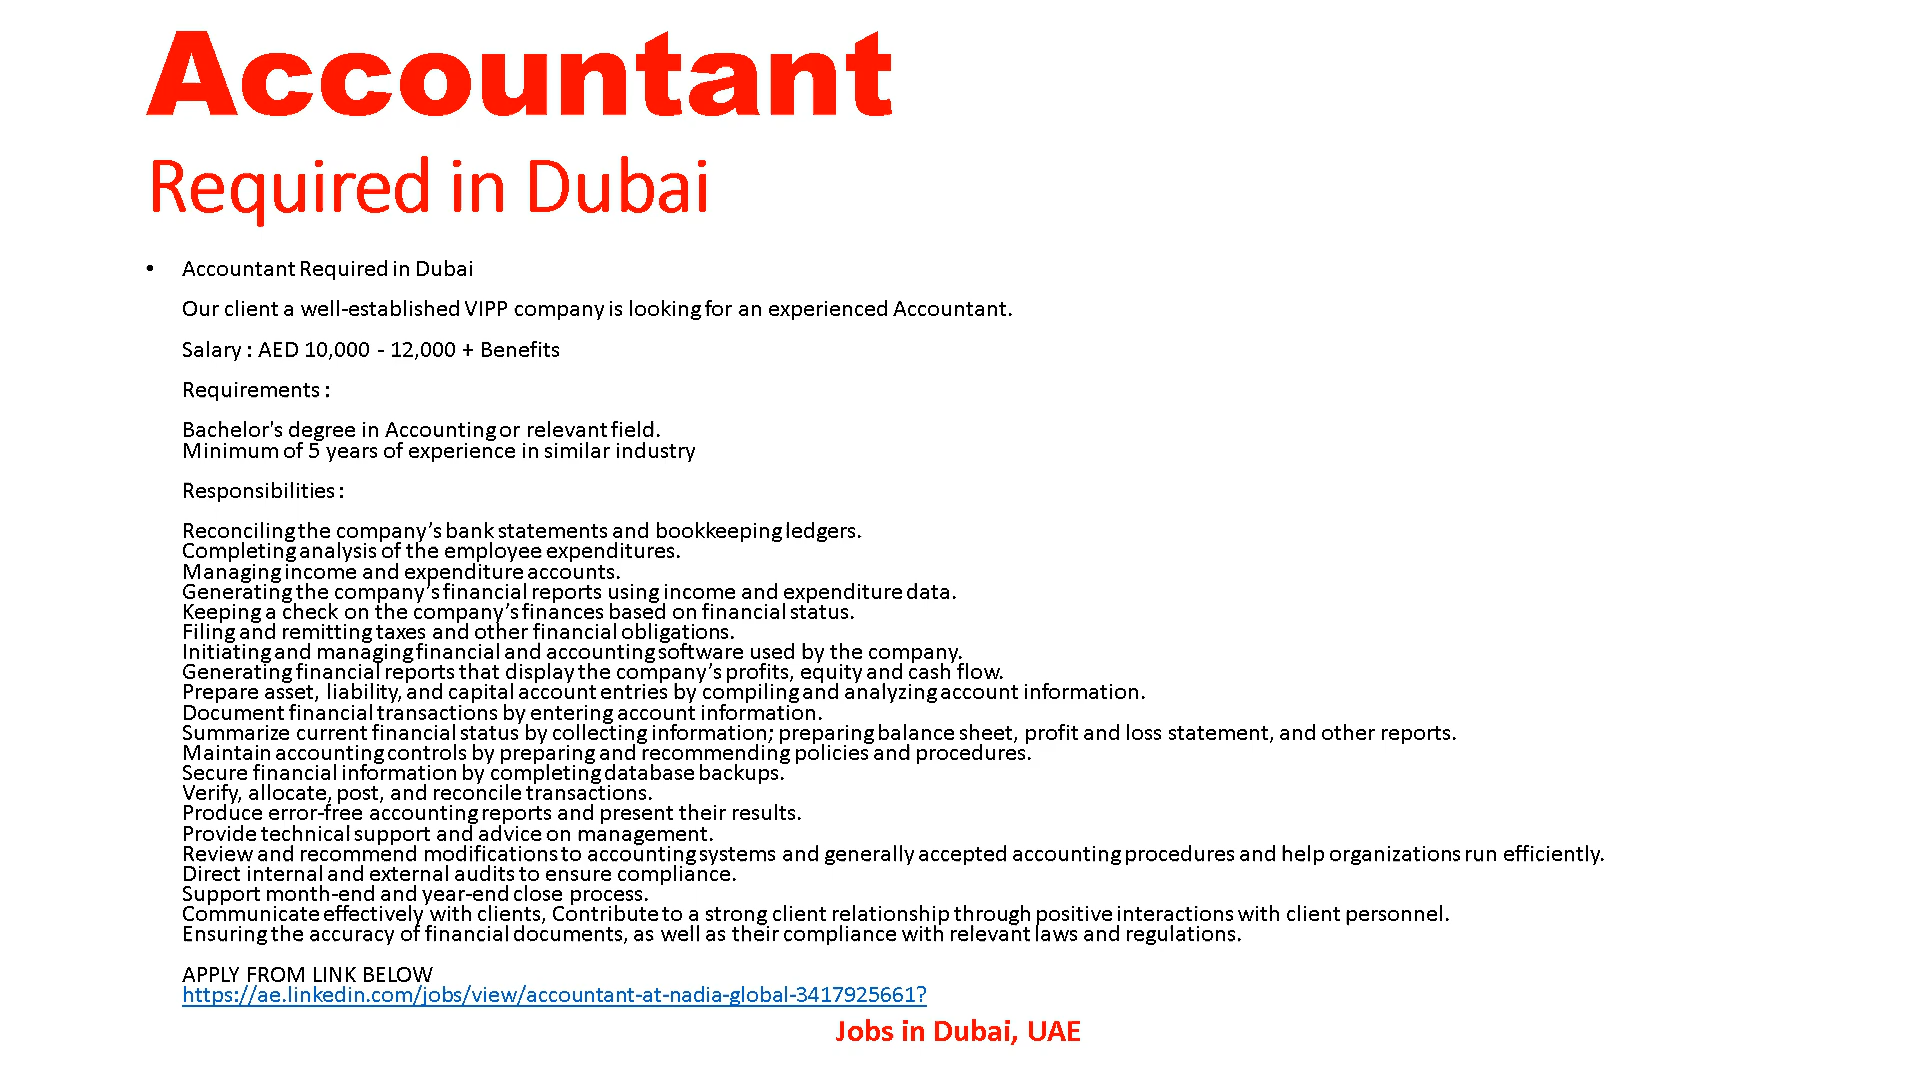 Accountant
Required in Dubai
• Accountant Required in Dubai
Our client a well-established VIPP company is looking for an experienced Accountant.
Salary : AED 10,000 - 12,000 + Benefits
Requirements :
Bachelor's degree in Accounting or relevant field.
Minimum of 5 years of experience in similar industry
Responsibilities :
Reconciling the company’s bank statements and bookkeeping ledgers.
Completing analysis of the employee expenditures.
Managing income and expenditure accounts.
Generating the company’s financial reports using income and expenditure data.
Keeping a check on the company’s finances based on financial status.
Filing and remitting taxes and other financial obligations.
Initiating and managing financial and accounting software used by the company.
Generating financial reports that display the company’s profits, equity and cash flow.
Prepare asset, liability, and capital account entries by compiling and analyzing account information.
Document financial transactions by entering account information.
Summarize current financial status by collecting information; preparing balance sheet, profit and loss statement, and other reports.
Maintain accounting controls by preparing and recommending policies and procedures.
Secure financial information by completing database backups.
Verify, allocate, post, and reconcile transactions.
Produce error-free accounting reports and present their results.
Provide technical support and advice on management.
Review and recommend modifications to accounting systems and generally accepted accounting procedures and help organizations run efficiently.
Direct internal and external audits to ensure compliance.
Support month-end and year-end close process.
Communicate effectively with clients, Contribute to a strong client relationship through positive interactions with client personnel.
Ensuring the accuracy of financial documents, as well as their compliance with relevant laws and regulations.
APPLY FROM LINK BELOW
https://ae.linkedin.com/jobs/view/accountant-at-nadia-global-3417925661?
Jobs in Dubai, UAE